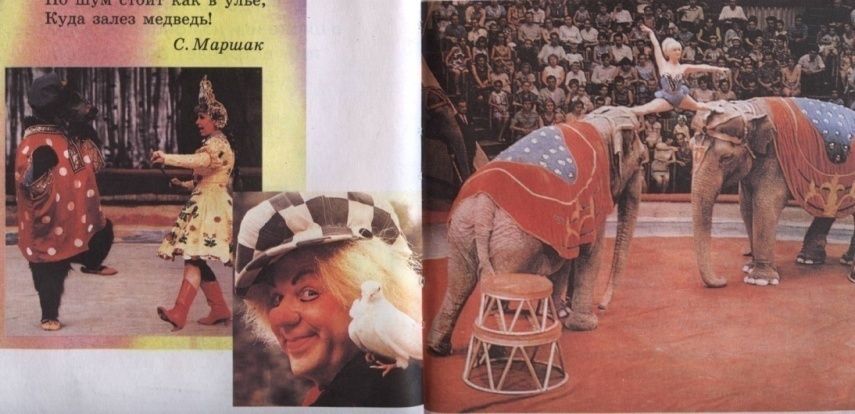 Но шум стоит как в улье,
Куда залез медведь!
С. Маршак